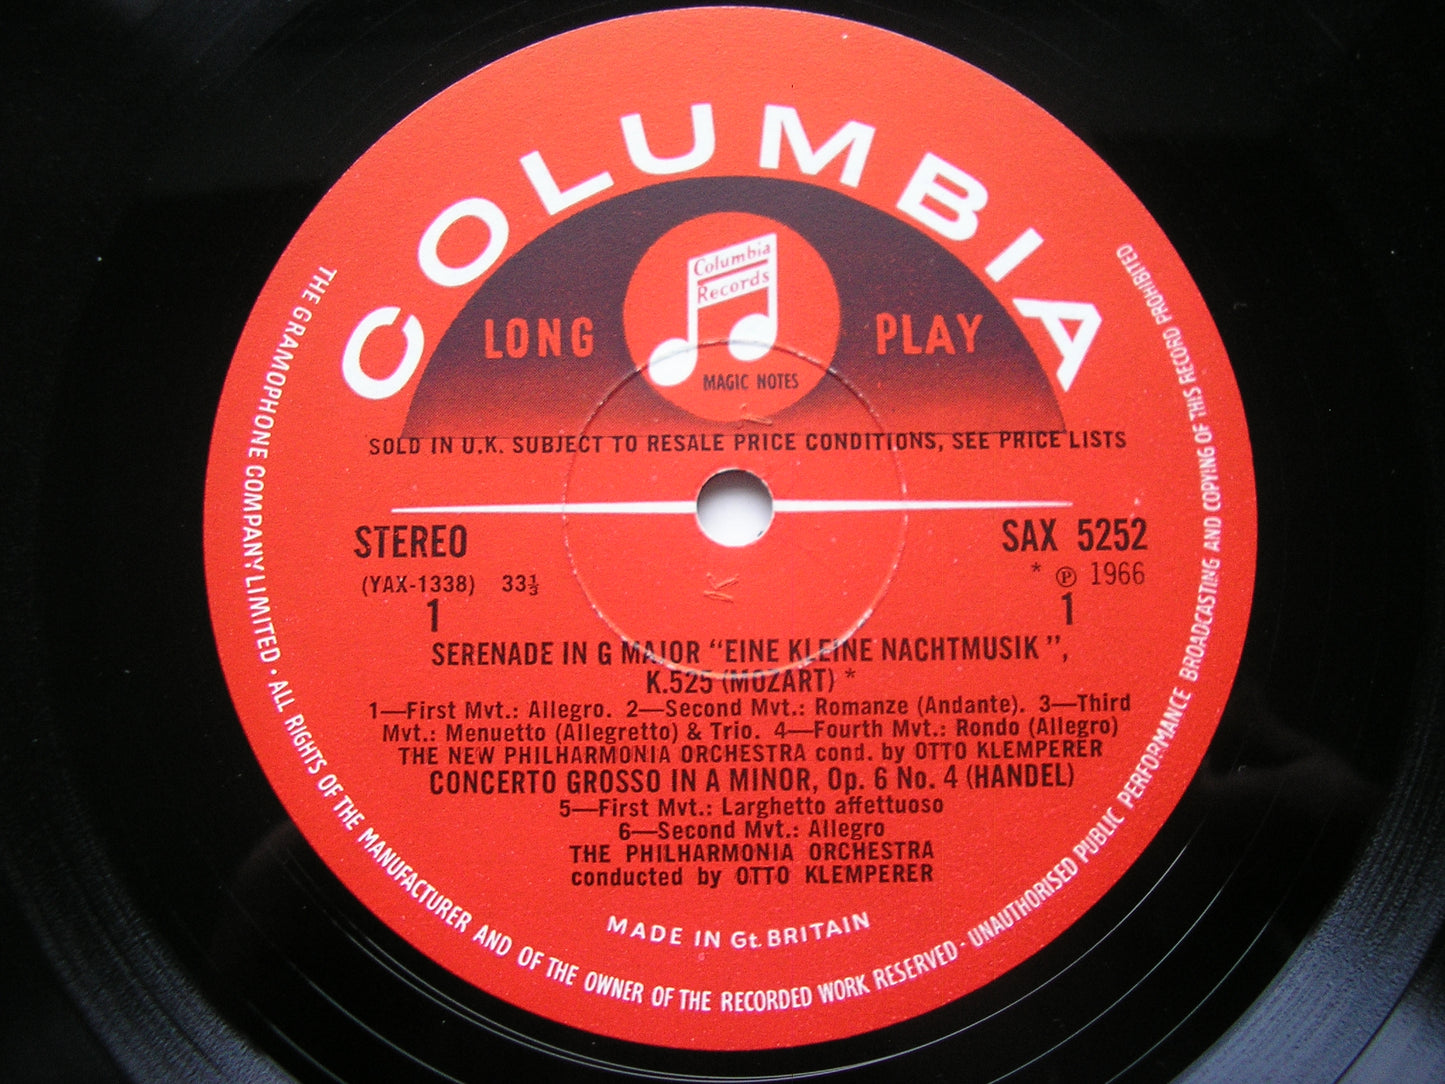 COLUMBIA
Columbia
Records
LONG PLAY
MAGIC NOTES
SOLD IN U.K. SUBJECT TO RESALE PRICE CONDITIONS, SEE PRICE LISTS
STEREO SAX 5252
(YAX-1338) 33⅓ * ℗ 1966
1 1
SERENADE IN G MAJOR "EINE KLEINE NACHTMUSIK",
K.525 (MOZART) *
1—First Mvt.: Allegro. 2—Second Mvt.: Romanze (Andante). 3—Third
Mvt.: Menuetto (Allegretto) & Trio. 4—Fourth Mvt.: Rondo (Allegro)
THE NEW PHILHARMONIA ORCHESTRA cond. by OTTO KLEMPERER
CONCERTO GROSSO IN A MINOR, Op. 6 No. 4 (HANDEL)
5—First Mvt.: Larghetto affettuoso
6—Second Mvt.: Allegro
THE PHILHARMONIA ORCHESTRA
conducted by OTTO KLEMPERER
MADE IN Gt. BRITAIN
THE GRAMOPHONE COMPANY LIMITED · ALL RIGHTS OF THE MANUFACTURER AND OF THE OWNER OF THE RECORDED WORK RESERVED · UNAUTHORISED PUBLIC PERFORMANCE BROADCASTING AND COPYING OF THIS RECORD PROHIBITED